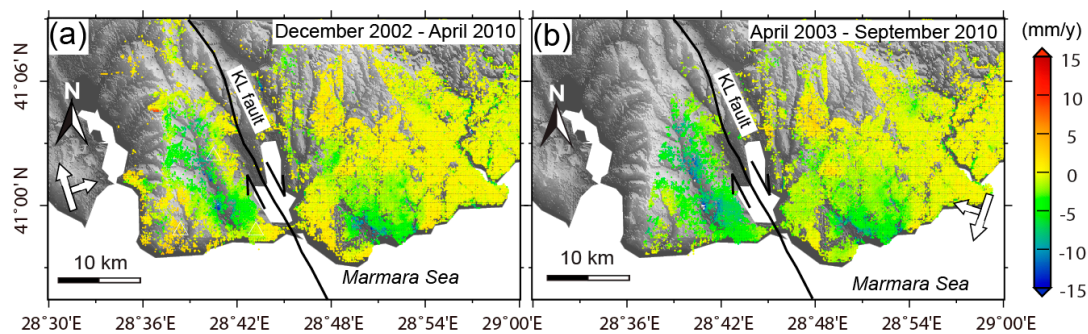 (a)
December 2002 - April 2010
(b)
April 2003 - September 2010
(mm/y)
41˚06'
41˚00'
N
KL fault
10 km
Marmara Sea
N
KL fault
10 km
Marmara Sea
15
10
5
0
-5
-10
-15
28˚30'
28˚36'
28˚42'
28˚48'
28˚54'
29˚00'
28˚36'
28˚42'
28˚48'
28˚54'
29˚00'